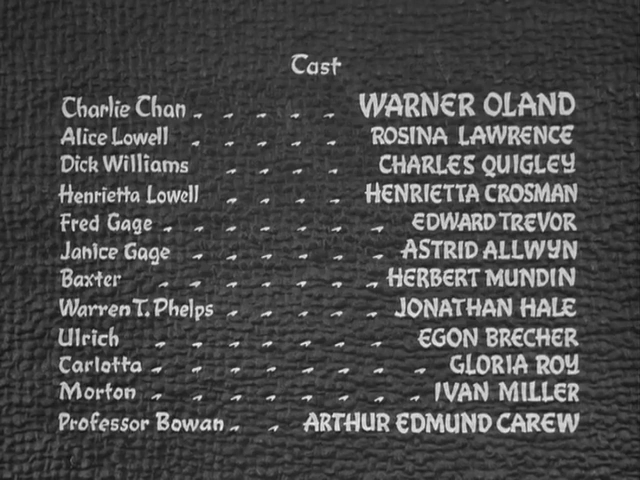 Cast
Charlie Chan WARNER OLAND
Alice Lowell ROSINA LAWRENCE
Dick Williams CHARLES QUIGLEY
Henrietta Lowell HENRIETTA CROSMAN
Fred Gage EDWARD TREVOR
Janice Gage ASTRID ALLWYN
Baxter HERBERT MUNDIN
Warren T. Phelps JONATHAN HALE
Ulrich EGON BRECHER
Carlotta GLORIA ROY
Morton IVAN MILLER
Professor Bowan ARTHUR EDMUND CAREW